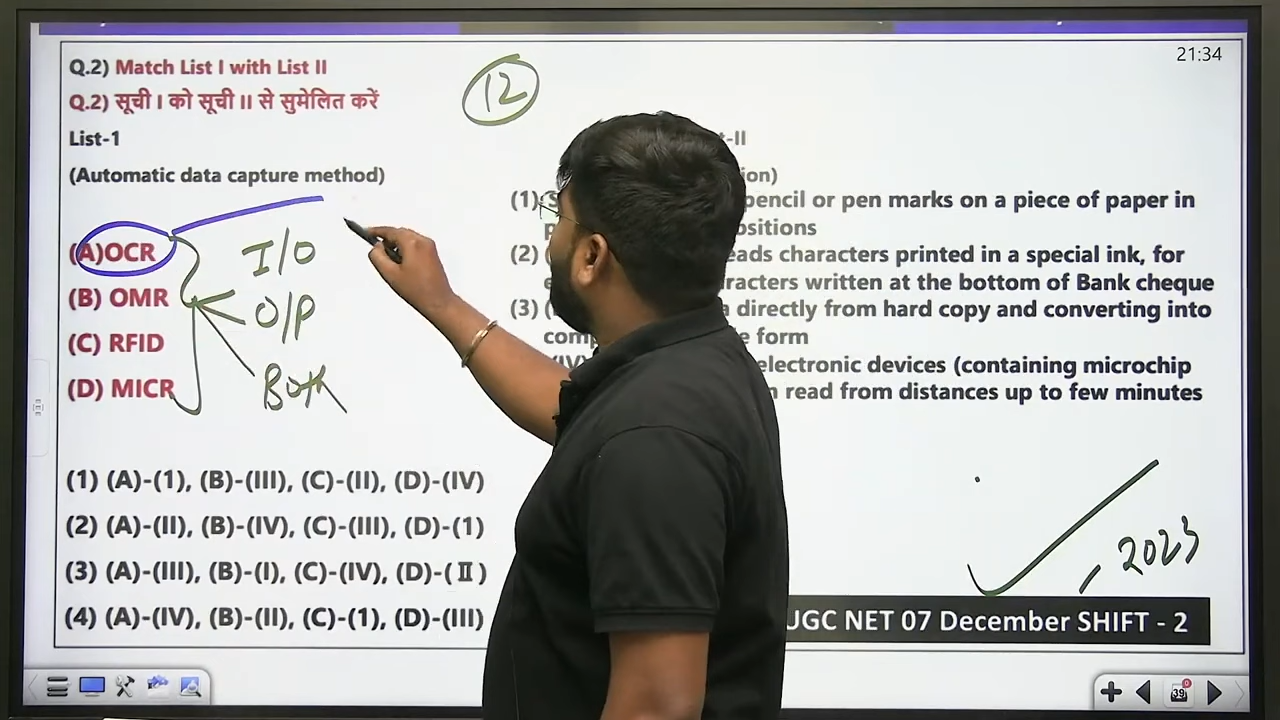 21:34
Q.2) Match List I with List II
Q.2) सूची I को सूची II से सुमेलित करें
12
List-1
-II
(Automatic data capture method)
ion)
(1) S pencil or pen marks on a piece of paper in
p ositions
(A)OCR
I/O
(2) eads characters printed in a special ink, for
e racters written at the bottom of Bank cheque
(B) OMR
O/P
(3) directly from hard copy and converting into
comp e form
(C) RFID
(IV) electronic devices (containing microchip
(D) MICR
Both
read from distances up to few minutes
(1) (A)-(1), (B)-(III), (C)-(II), (D)-(IV)
(2) (A)-(II), (B)-(IV), (C)-(III), (D)-(1)
(3) (A)-(III), (B)-(I), (C)-(IV), (D)-(II)
(4) (A)-(IV), (B)-(II), (C)-(1), (D)-(III)
, 2023
UGC NET 07 December SHIFT - 2
39